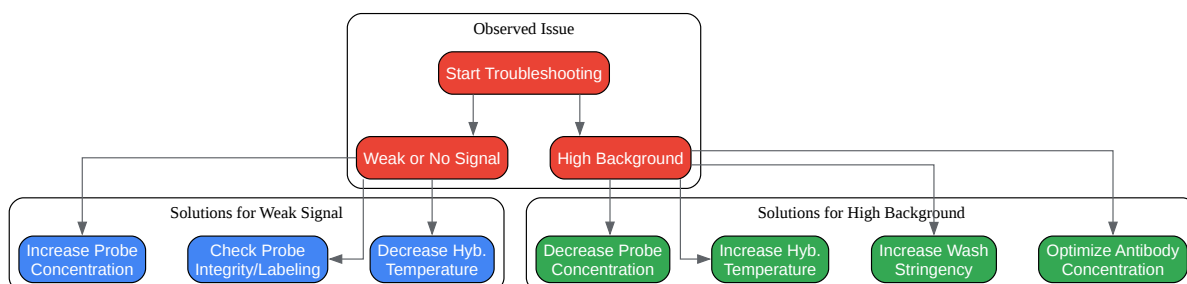 Observed Issue
Start Troubleshooting
Weak or No Signal
High Background
Solutions for Weak Signal
Increase Probe
Concentration
Check Probe
Integrity/Labeling
Decrease Hyb.
Temperature
Solutions for High Background
Decrease Probe
Concentration
Increase Hyb.
Temperature
Increase Wash
Stringency
Optimize Antibody
Concentration